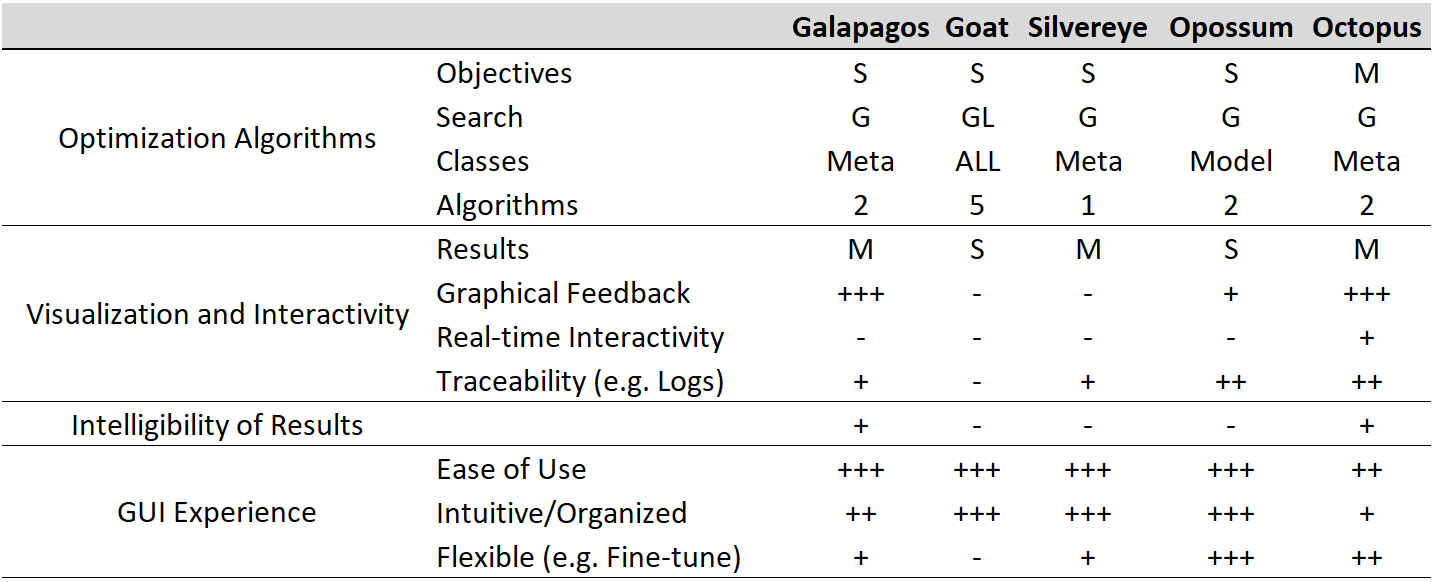 Galapagos Goat Silvereye Opossum Octopus
Optimization Algorithms
Objectives S S S S M
Search G GL G G G
Classes Meta ALL Meta Model Meta
Algorithms 2 5 1 2 2
Visualization and Interactivity
Results M S M S M
Graphical Feedback +++ - - + +++
Real-time Interactivity - - - - +
Traceability (e.g. Logs) + - + ++ ++
Intelligibility of Results + - - - +
GUI Experience
Ease of Use +++ +++ +++ +++ ++
Intuitive/Organized ++ +++ +++ +++ +
Flexible (e.g. Fine-tune) + - + +++ ++